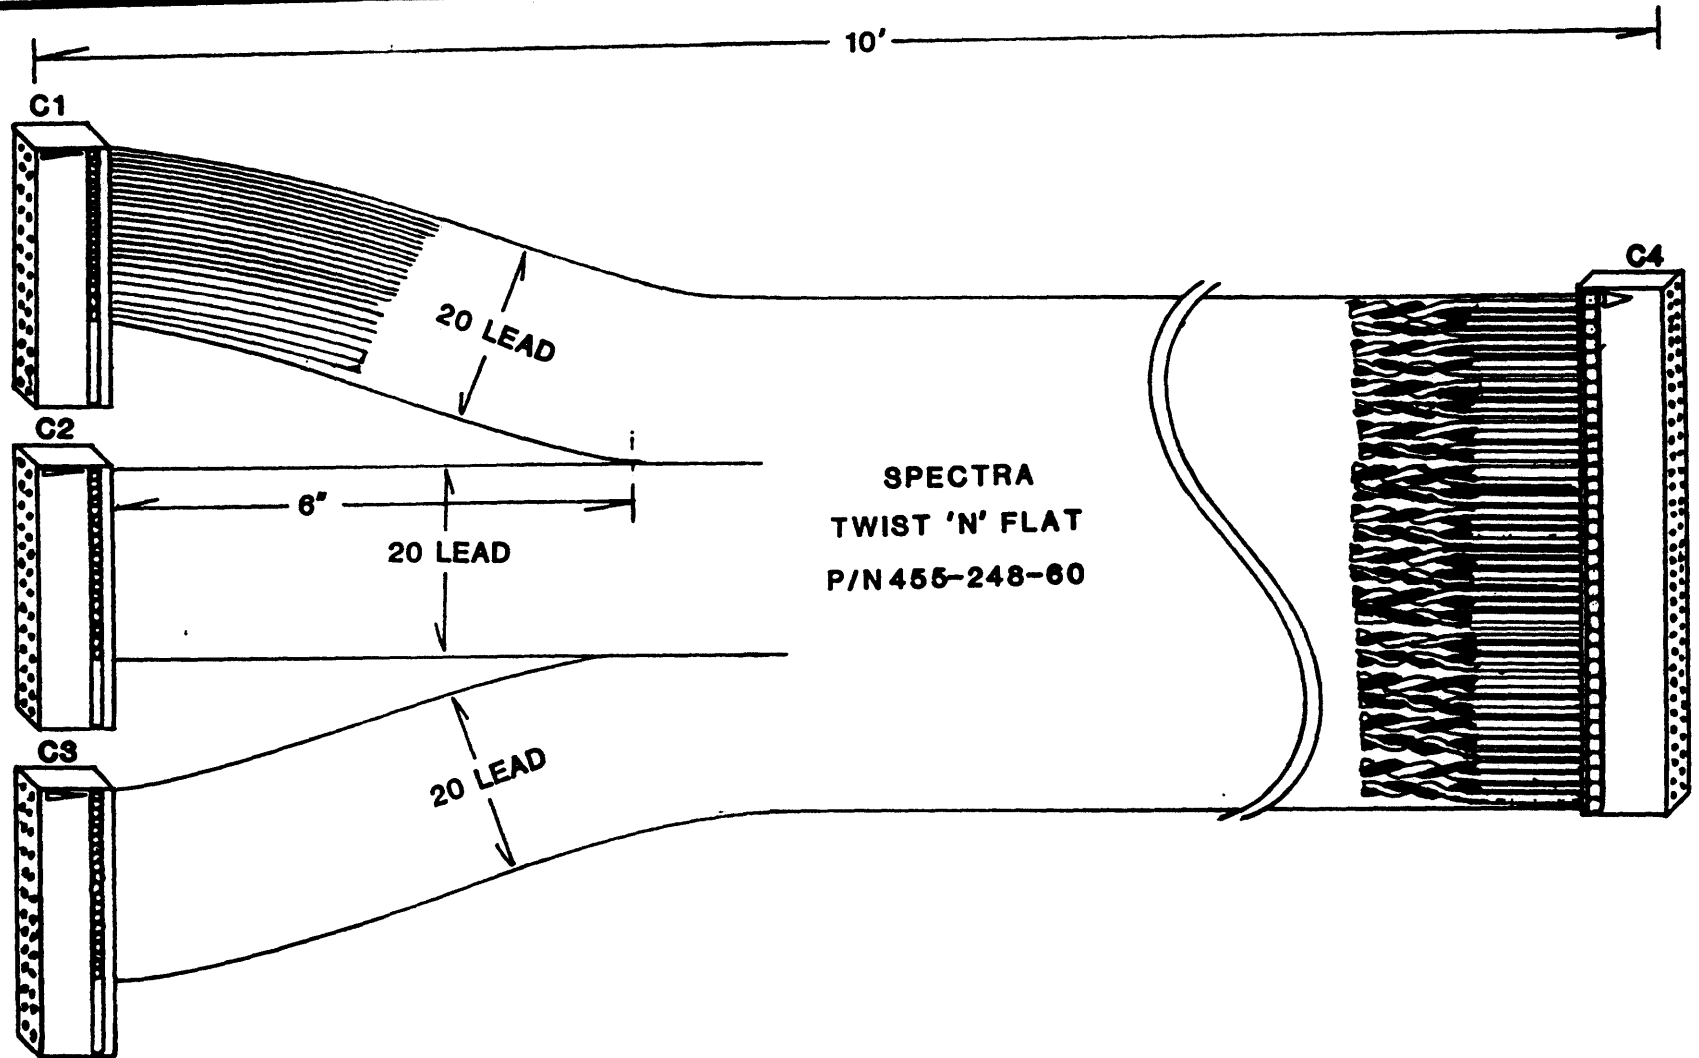 10'
C1
C4
20 LEAD
C2
6"
20 LEAD
SPECTRA
TWIST 'N' FLAT
P/N 455-248-60
C3
20 LEAD